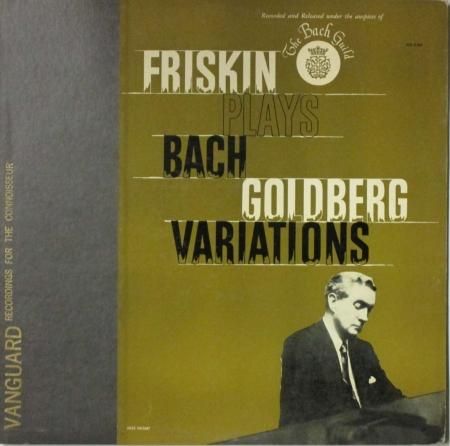 Recorded and Released under the auspices of
The Bach Guild
FRISKIN
PLAYS
BACH
GOLDBERG
VARIATIONS
VANGUARD RECORDINGS FOR THE CONNOISSEUR